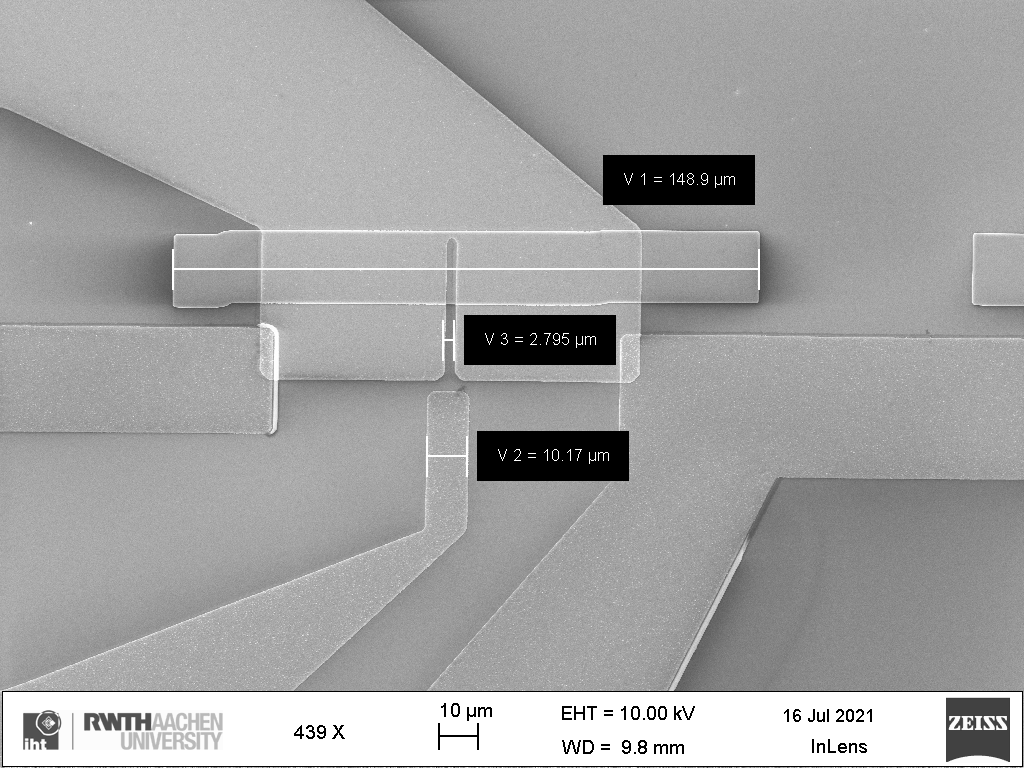 V 1 = 148.9 µm
V 3 = 2.795 µm
V 2 = 10.17 µm
iht
RWTHAACHEN
UNIVERSITY
439 X
10 µm
EHT = 10.00 kV
WD = 9.8 mm
16 Jul 2021
InLens
ZEISS